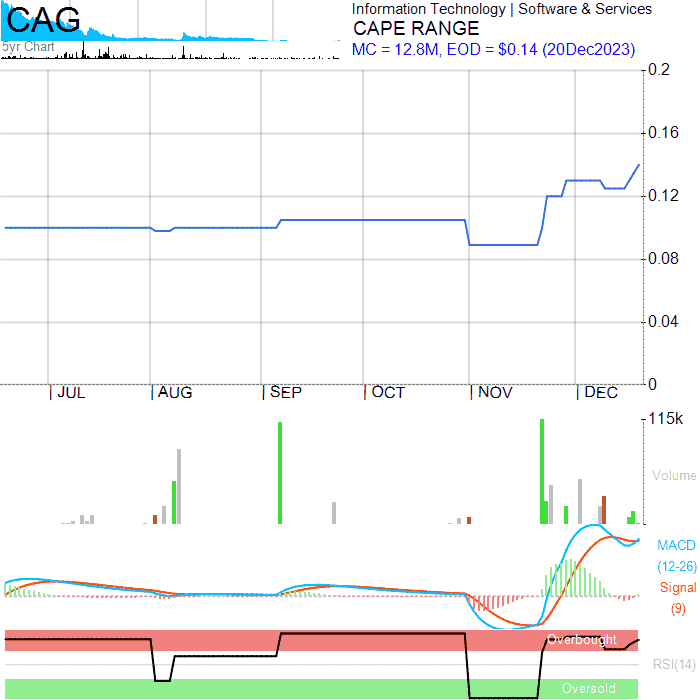 CAG
5yr Chart
Information Technology | Software & Services
CAPE RANGE
MC = 12.8M, EOD = $0.14 (20Dec2023)
0.2
0.16
0.12
0.08
0.04
0
| JUL | AUG | SEP | OCT | NOV | DEC
115k
Volume
MACD
(12-26)
Signal
(9)
Overbought
RSI(14)
Oversold